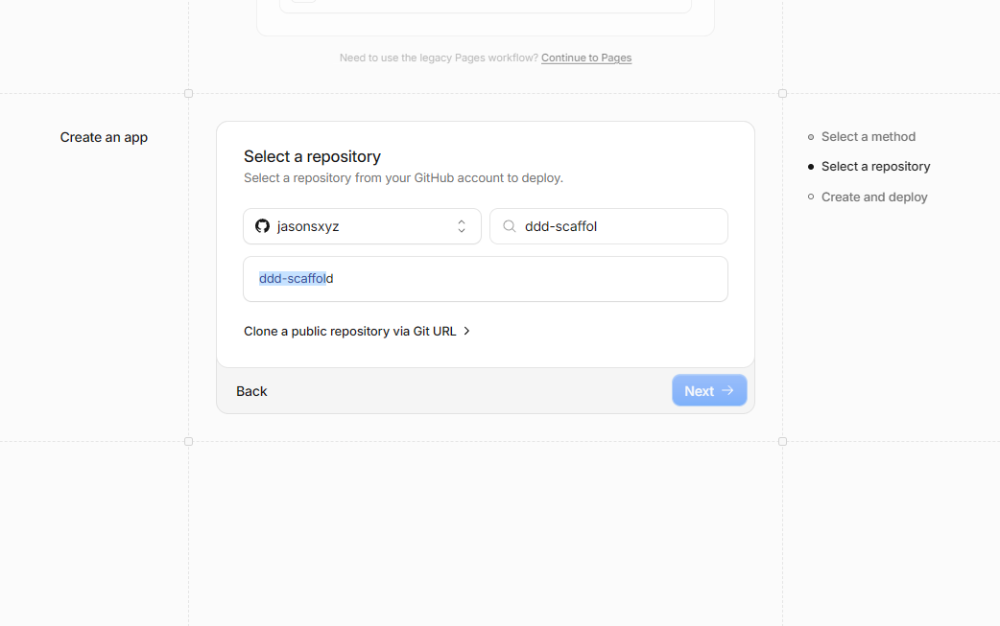 Need to use the legacy Pages workflow? Continue to Pages
Create an app
Select a repository
Select a repository from your GitHub account to deploy.
jasonsxyz
ddd-scaffol
ddd-scaffold
Clone a public repository via Git URL
Back
Next
Select a method
Select a repository
Create and deploy